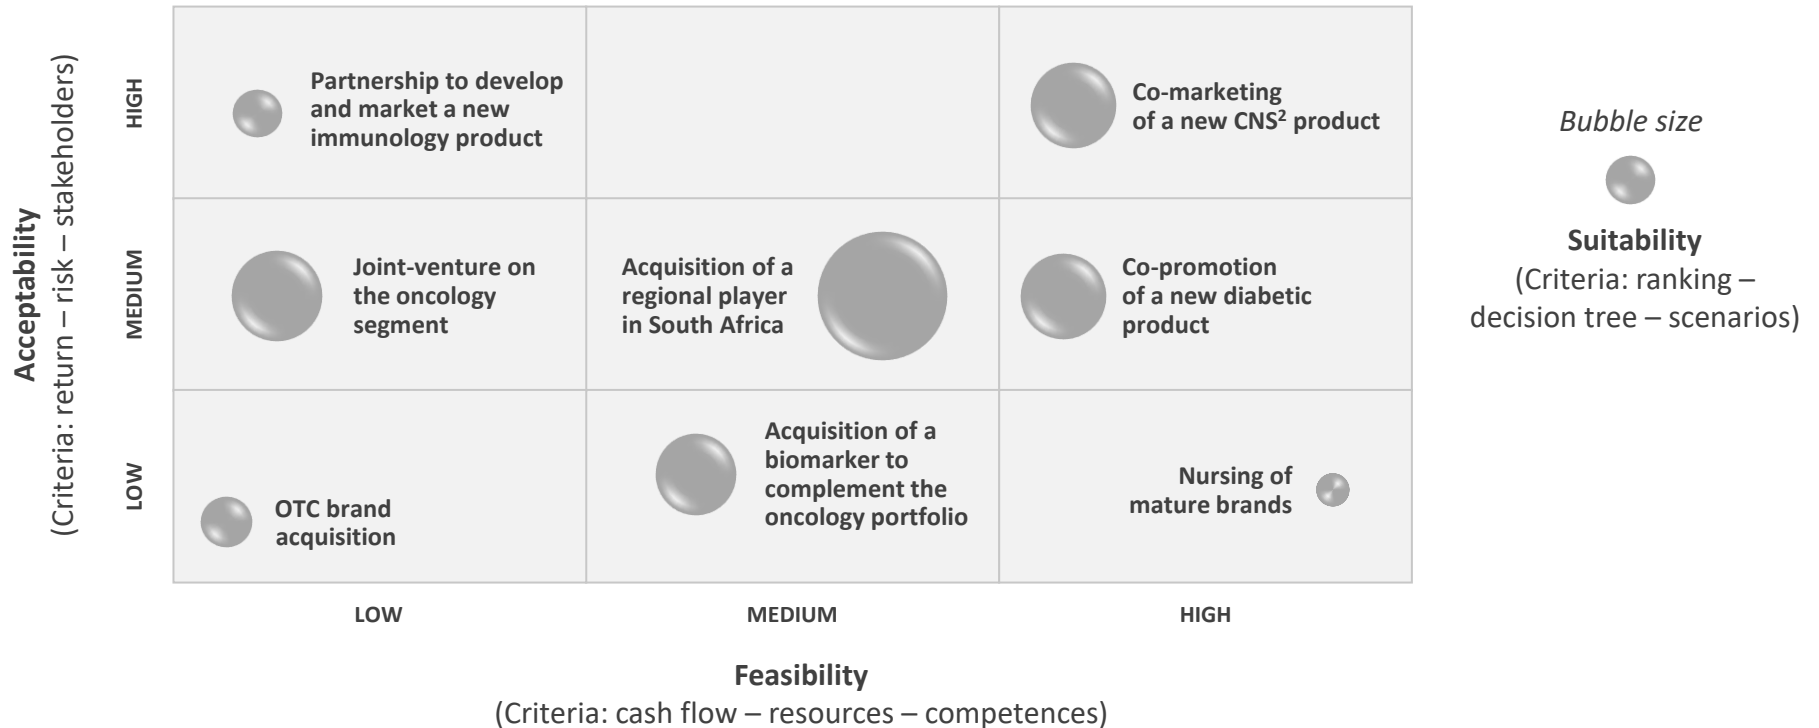 Acceptability
(Criteria: return – risk – stakeholders)
HIGH
MEDIUM
LOW
Partnership to develop
and market a new
immunology product
Co-marketing
of a new CNS² product
Joint-venture on
the oncology
segment
Acquisition of a
regional player
in South Africa
Co-promotion
of a new diabetic
product
OTC brand
acquisition
Acquisition of a
biomarker to
complement the
oncology portfolio
Nursing of
mature brands
LOW
MEDIUM
HIGH
Feasibility
(Criteria: cash flow – resources – competences)
Bubble size
Suitability
(Criteria: ranking –
decision tree – scenarios)